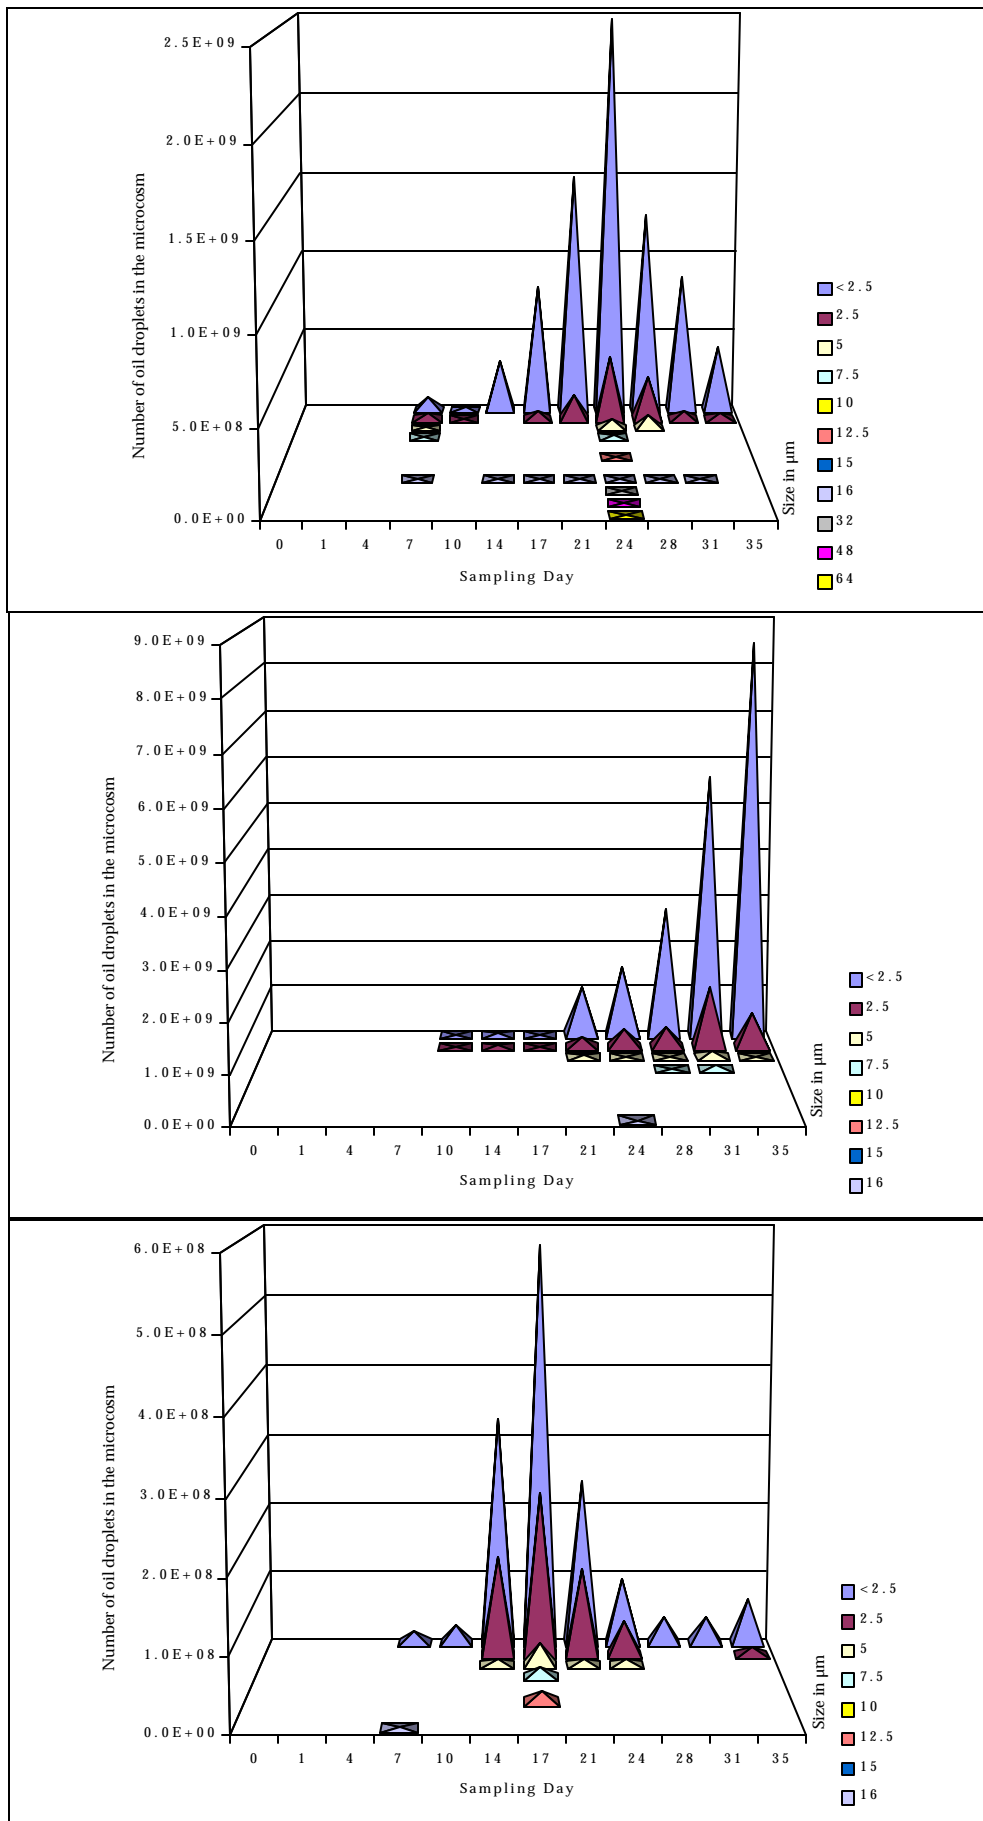 2.5E+09
2.0E+09
1.5E+09
1.0E+09
5.0E+08
0.0E+00
Number of oil droplets in the microcosm
0 1 4 7 10 14 17 21 24 28 31 35
Sampling Day
Size in µm
<2.5
2.5
5
7.5
10
12.5
15
16
32
48
64
9.0E+09
8.0E+09
7.0E+09
6.0E+09
5.0E+09
4.0E+09
3.0E+09
2.0E+09
1.0E+09
0.0E+00
Number of oil droplets in the microcosm
0 1 4 7 10 14 17 21 24 28 31 35
Sampling Day
Size in µm
<2.5
2.5
5
7.5
10
12.5
15
16
6.0E+08
5.0E+08
4.0E+08
3.0E+08
2.0E+08
1.0E+08
0.0E+00
Number of oil droplets in the microcosm
0 1 4 7 10 14 17 21 24 28 31 35
Sampling Day
Size in µm
<2.5
2.5
5
7.5
10
12.5
15
16